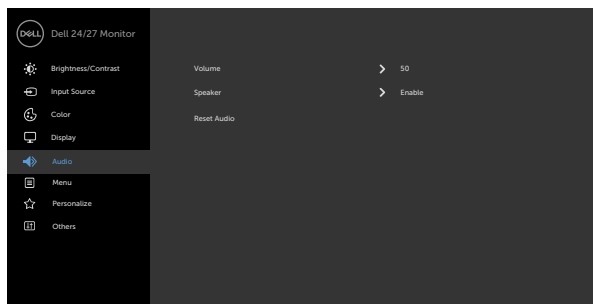 DELL Dell 24/27 Monitor
Brightness/Contrast
Input Source
Color
Display
Audio
Menu
Personalize
Others
Volume 50
Speaker Enable
Reset Audio